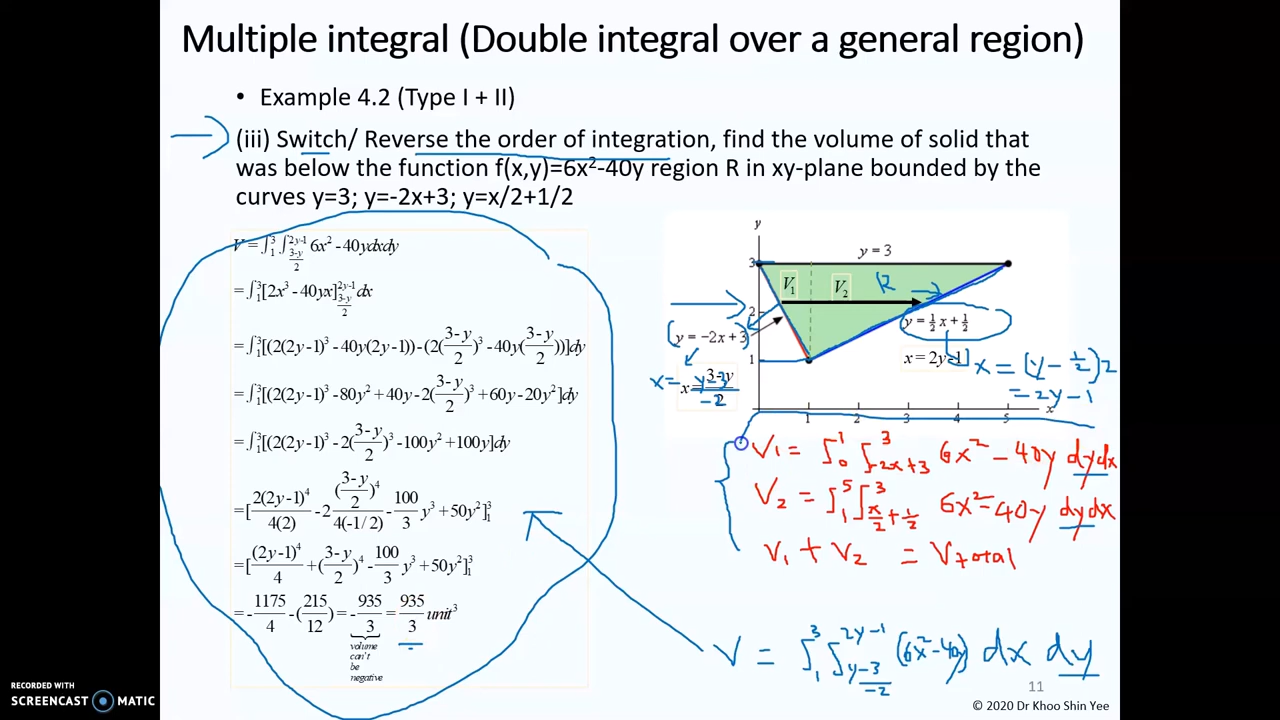 Multiple integral (Double integral over a general region)
• Example 4.2 (Type I + II)
(iii) Switch/ Reverse the order of integration, find the volume of solid that
was below the function f(x,y)=6x²-40y region R in xy-plane bounded by the
curves y=3; y=-2x+3; y=x/2+1/2
V = ∫₁³ ∫_{(3-y)/2}^{2y-1} 6x² - 40ydxdy
= ∫₁³[2x³ - 40yx]_{(3-y)/2}^{2y-1} dx
= ∫₁³[(2(2y-1)³ - 40y(2y-1)) - (2((3-y)/2)³ - 40y((3-y)/2))]dy
= ∫₁³[(2(2y-1)³ - 80y² + 40y - 2((3-y)/2)³ + 60y - 20y²]dy
= ∫₁³[(2(2y-1)³ - 2((3-y)/2)³ - 100y² + 100y]dy
= [2(2y-1)⁴/4(2) - 2((3-y)/2)⁴/4(-1/2) - 100/3 y³ + 50y²]₁³
= [(2y-1)⁴/4 + ((3-y)/2)⁴ - 100/3 y³ + 50y²]₁³
= -1175/4 - (215/12) = -935/3 = 935/3 unit³
volume
can't
be
negative
y
3
2
1
y = 3
V₁
V₂
R
y = -2x + 3
y = ½x + ½
x = 2y - 1
x = (y - ½)2
= 2y - 1
x = (3-y)/2
x = (y-3)/-2
1 2 3 4 5 x
V₁ = ∫₀¹ ∫_{-2x+3}^{3} 6x² - 40y dydx
V₂ = ∫₁⁵ ∫_{x/2+1/2}^{3} 6x² - 40y dydx
V₁ + V₂ = Vtotal
V = ∫₁³ ∫_{(y-3)/-2}^{2y-1} (6x² - 40y) dx dy
11
© 2020 Dr Khoo Shin Yee
RECORDED WITH
SCREENCAST MATIC